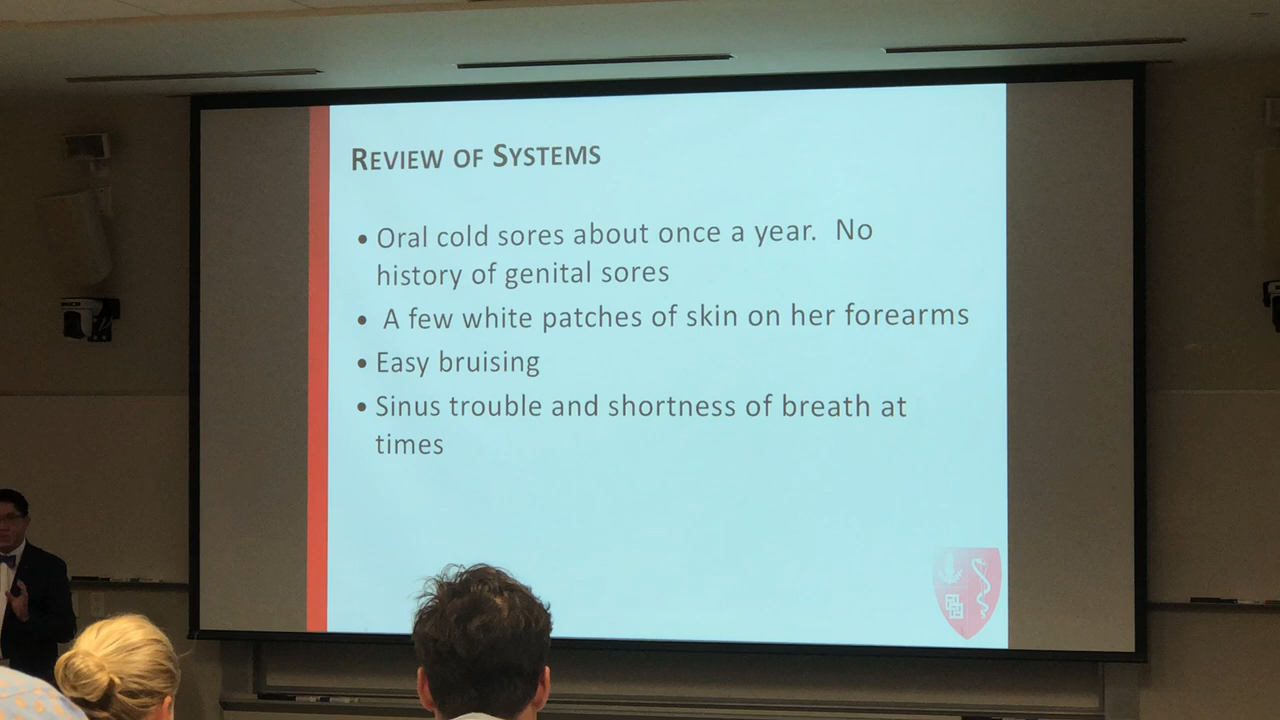 REVIEW OF SYSTEMS
• Oral cold sores about once a year. No
history of genital sores
• A few white patches of skin on her forearms
• Easy bruising
• Sinus trouble and shortness of breath at
times